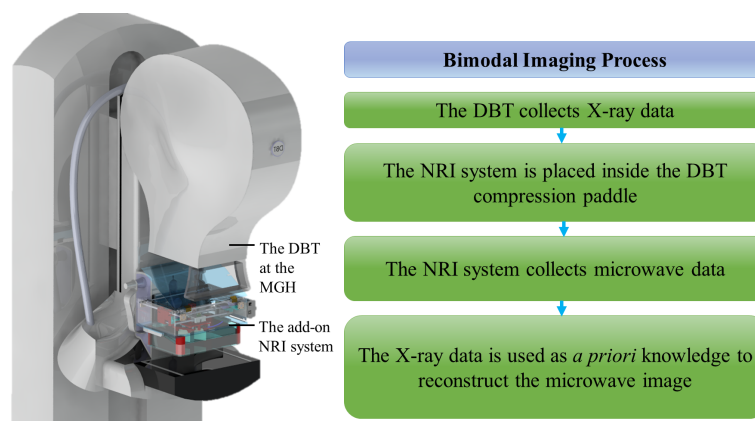 The DBT
at the
MGH
The add-on
NRI system
Bimodal Imaging Process
The DBT collects X-ray data
The NRI system is placed inside the DBT
compression paddle
The NRI system collects microwave data
The X-ray data is used as a priori knowledge to
reconstruct the microwave image